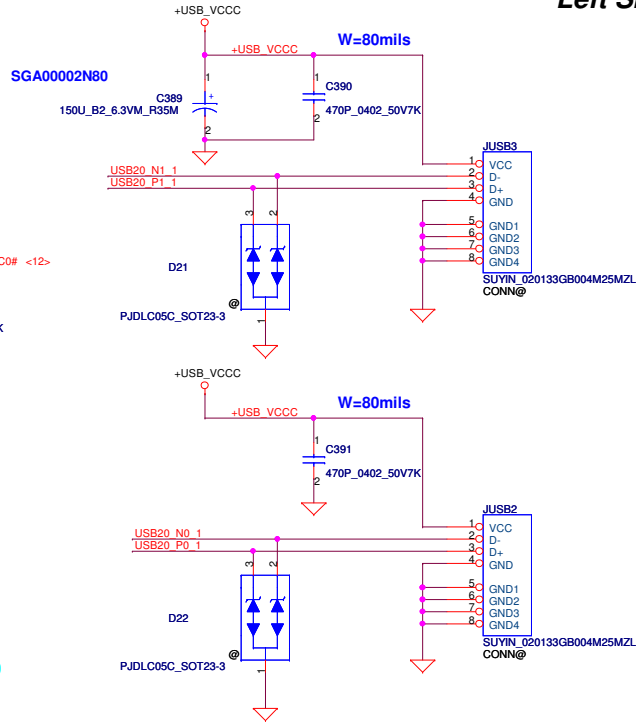 Left S
+USB_VCCC
+USB_VCCC
W=80mils
SGA00002N80
1
+
C389
150U_B2_6.3VM_R35M
2
1
C390
470P_0402_50V7K
2
JUSB3
1 VCC
2 D-
3 D+
4 GND
5 GND1
6 GND2
7 GND3
8 GND4
SUYIN_020133GB004M25MZL
CONN@
USB20_N1_1
USB20_P1_1
3
2
D21
@
PJDLC05C_SOT23-3
1
C0# <12>
K
+USB_VCCC
+USB_VCCC
W=80mils
1
C391
470P_0402_50V7K
2
JUSB2
1 VCC
2 D-
3 D+
4 GND
5 GND1
6 GND2
7 GND3
8 GND4
SUYIN_020133GB004M25MZL
CONN@
USB20_N0_1
USB20_P0_1
3
2
D22
@
PJDLC05C_SOT23-3
1